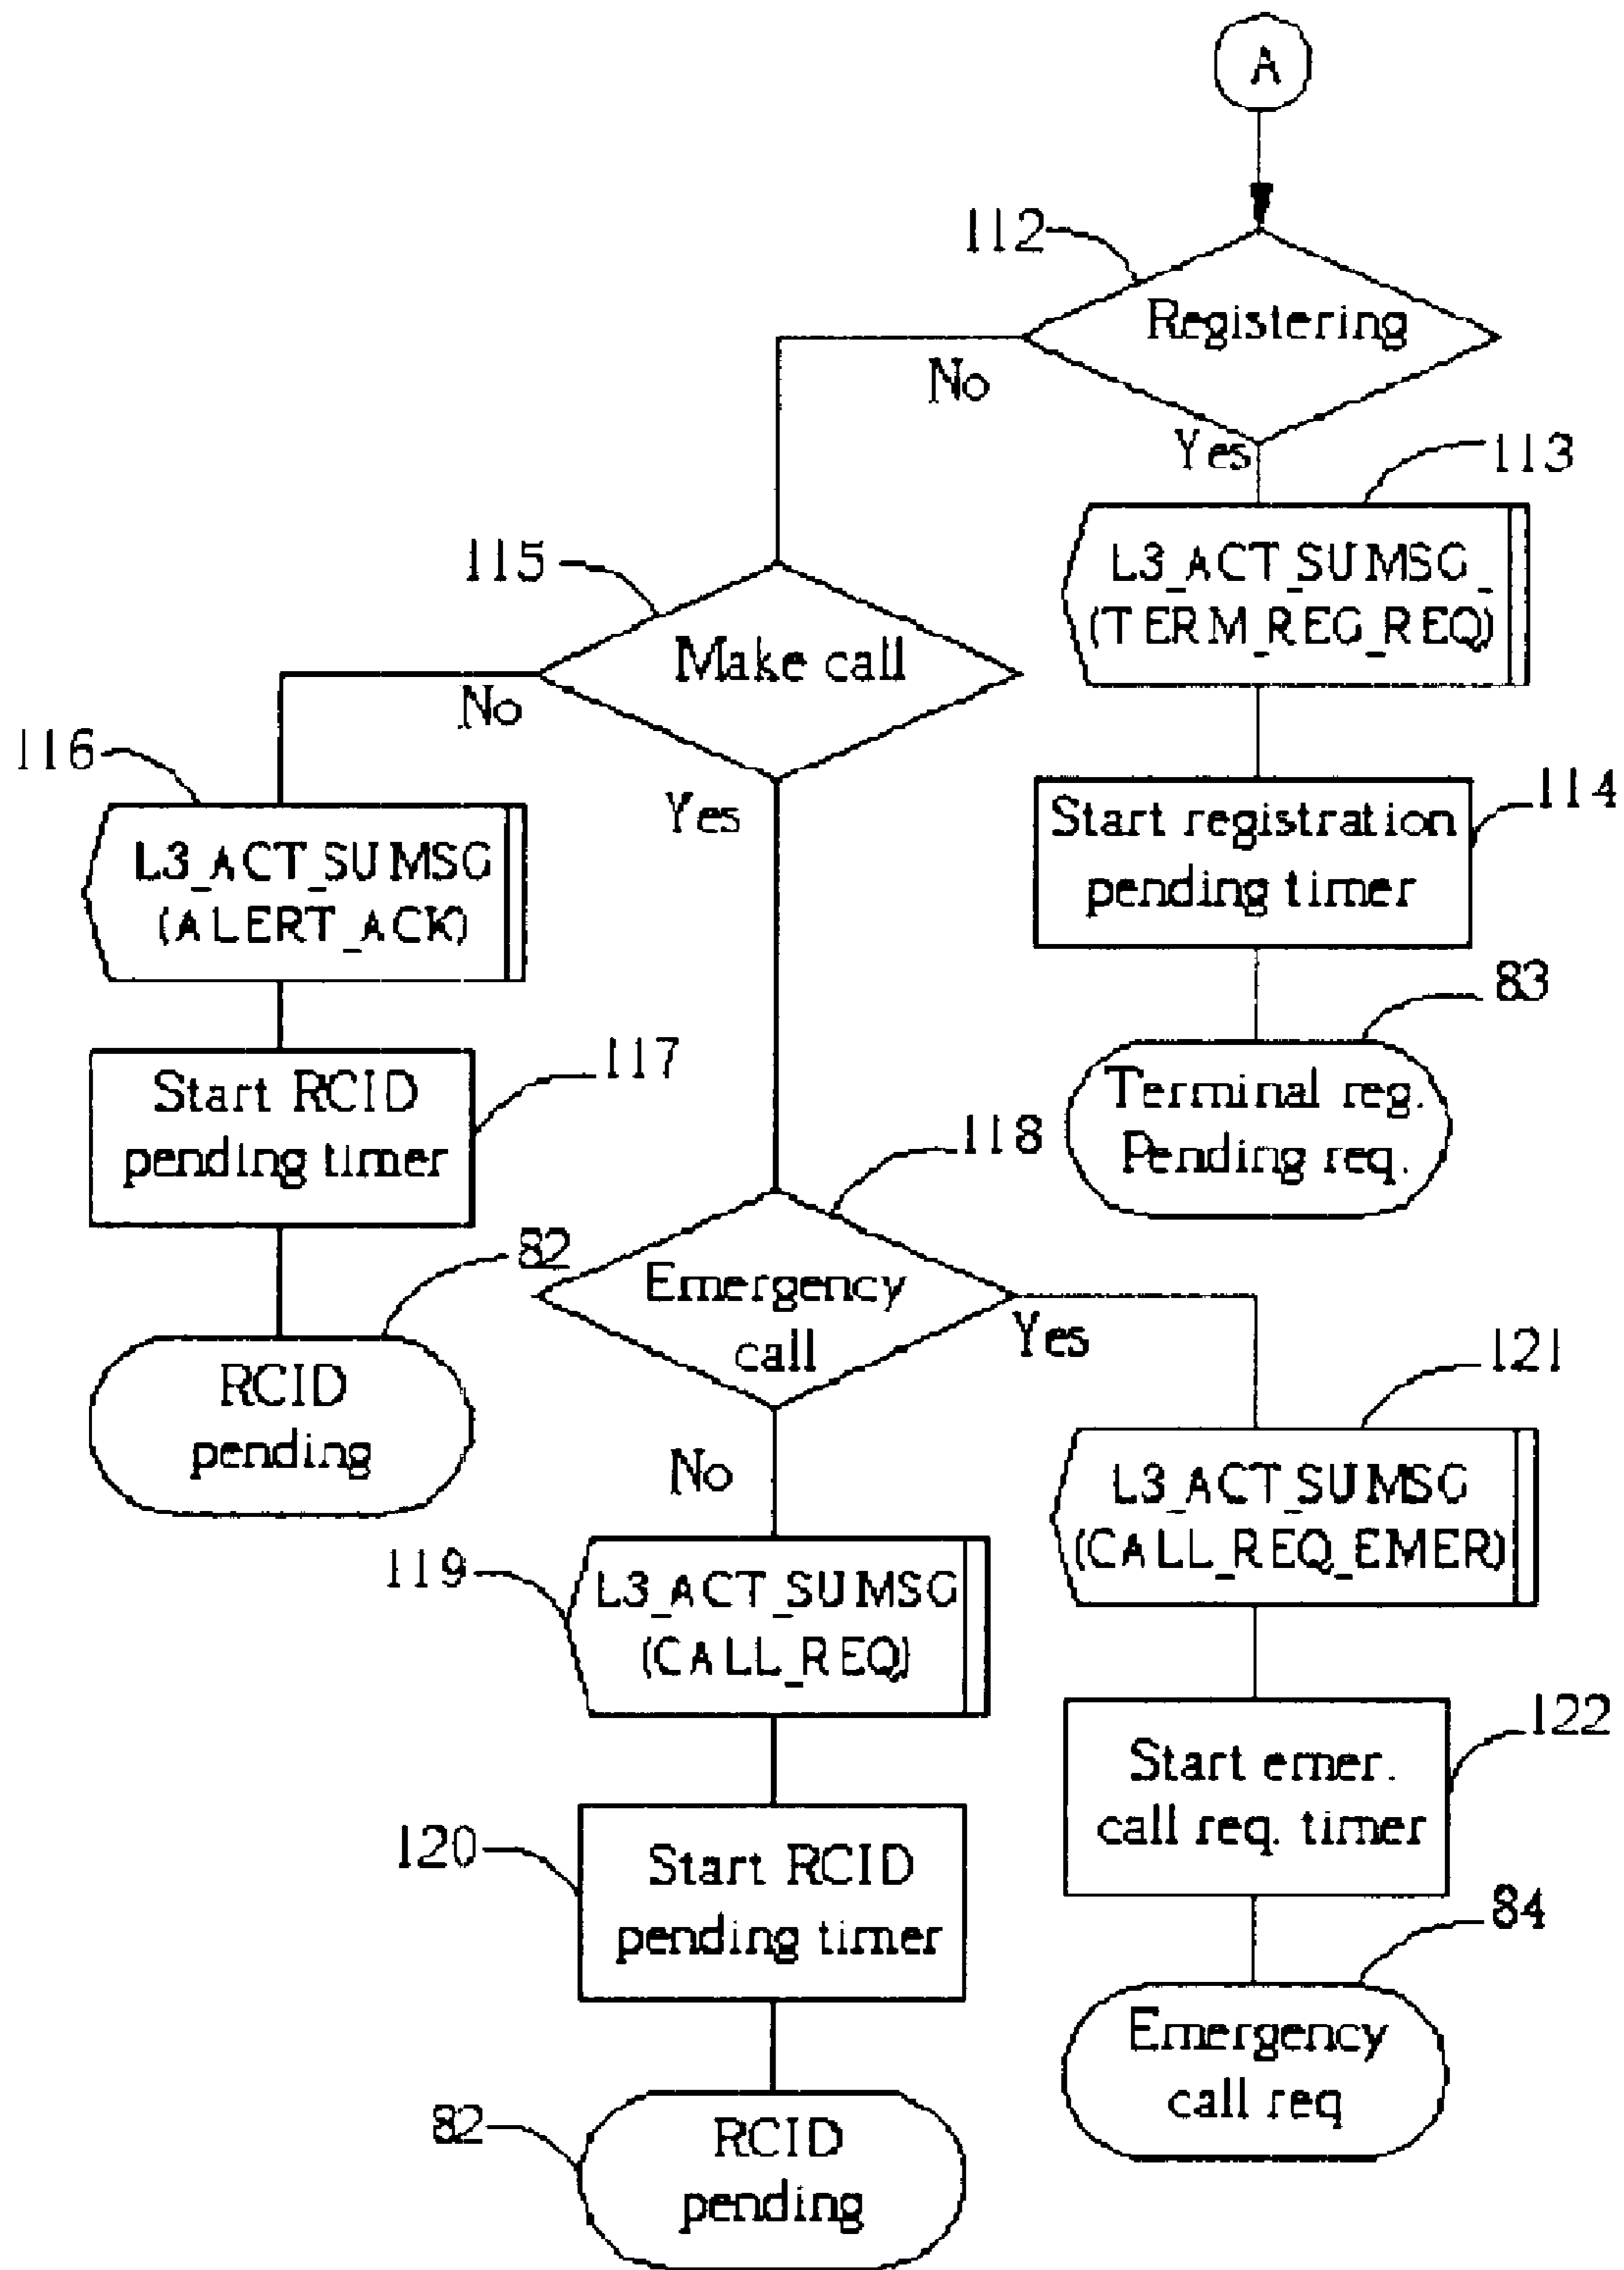 A
112
Registering
No
Yes
113
L3_ACT_SUMSG_
(TERM_REG_REQ)
115
Make call
No
Yes
116
L3_ACT_SUMSG
(ALERT_ACK)
114
Start registration
pending timer
83
Terminal reg.
Pending req.
117
Start RCID
pending timer
118
82
RCID
pending
Emergency
call
Yes
No
121
L3_ACT_SUMSG
(CALL_REQ_EMER)
119
L3_ACT_SUMSG
(CALL_REQ)
122
Start emer.
call req. timer
120
Start RCID
pending timer
84
Emergency
call req
82
RCID
pending